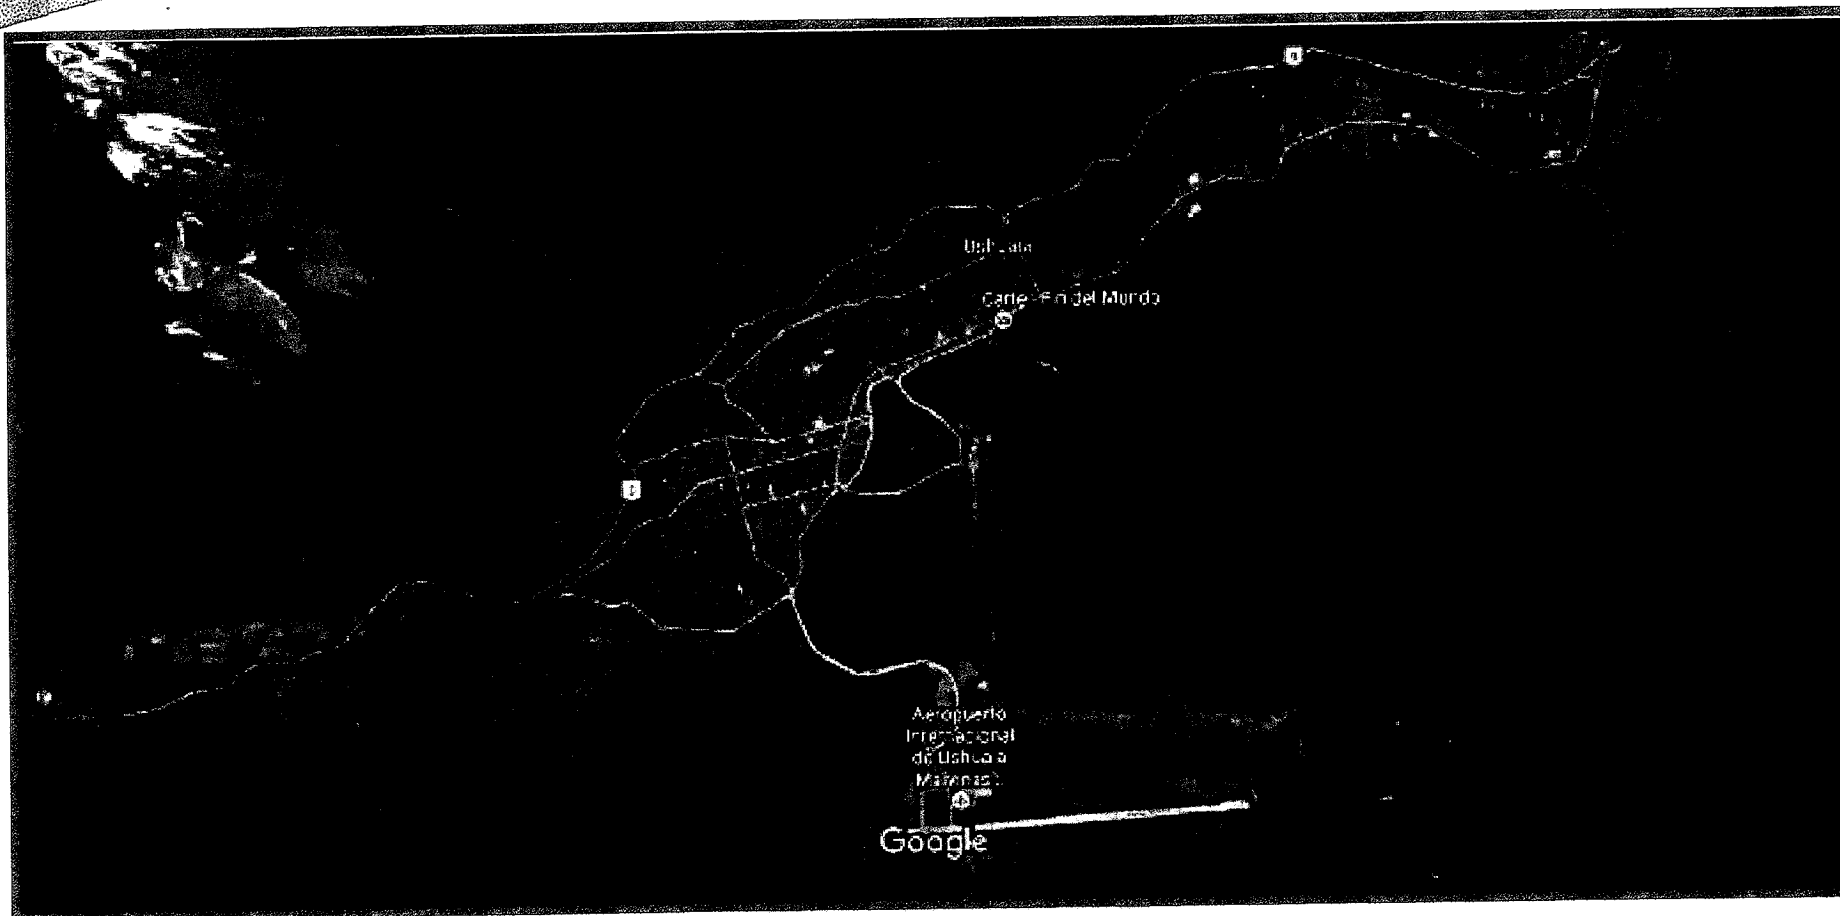 Ushuaia
Cartel Fin del Mundo
Aeropuerto
Internacional
de Ushuaia
Malvinas
Google